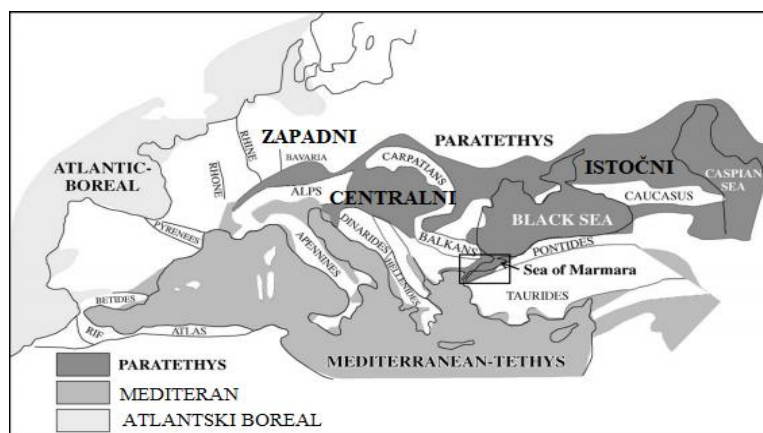 ZAPADNI
PARATETHYS
BAVARIA
RHINE
RHONE
ATLANTIC-
BOREAL
CARPATIANS
ISTOČNI
CASPIAN
SEA
ALPS
CENTRALNI
CAUCASUS
BLACK SEA
PYRENEES
DINARIDES
BALKANS
PONTIDES
APENNINES
HELLENIDES
Sea of Marmara
BETIDES
TAURIDES
RIF
ATLAS
MEDITERRANEAN-TETHYS
PARATETHYS
MEDITERAN
ATLANTSKI BOREAL